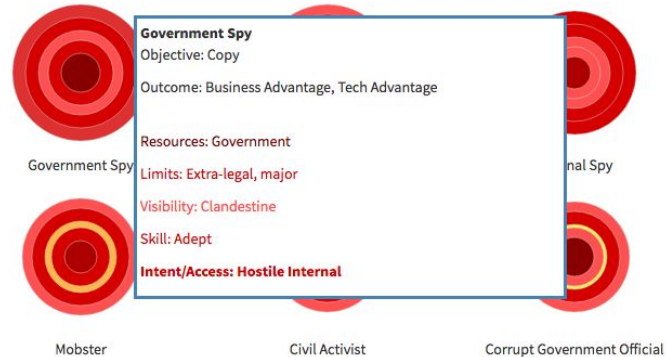 Government Spy
Objective: Copy
Outcome: Business Advantage, Tech Advantage
Resources: Government
Limits: Extra-legal, major
Visibility: Clandestine
Skill: Adept
Intent/Access: Hostile Internal
Government Spy
nal Spy
Mobster
Civil Activist
Corrupt Government Official